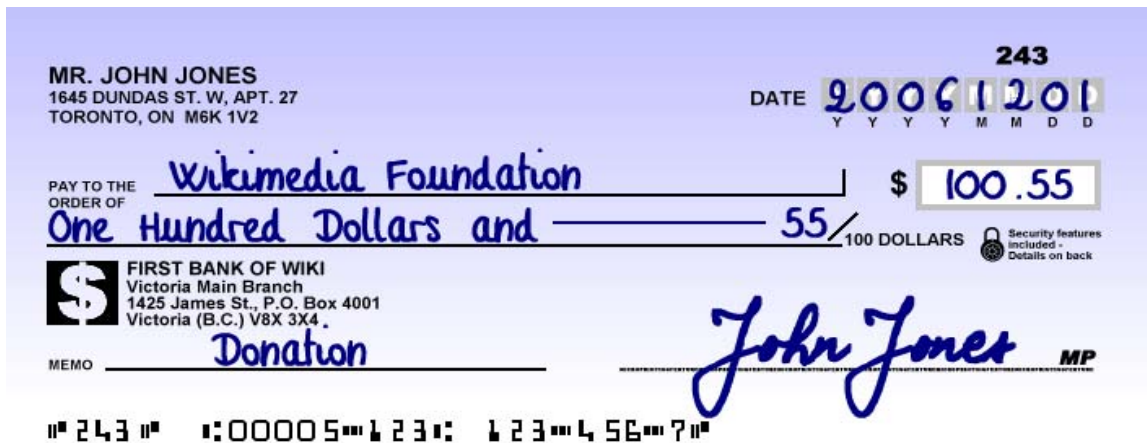 243
MR. JOHN JONES
1645 DUNDAS ST. W, APT. 27
TORONTO, ON M6K 1V2
DATE 20061201
Y Y Y Y M M D D
PAY TO THE ORDER OF Wikimedia Foundation $ 100.55
One Hundred Dollars and 55/100 DOLLARS
Security features
included -
Details on back
$
FIRST BANK OF WIKI
Victoria Main Branch
1425 James St., P.O. Box 4001
Victoria (B.C.) V8X 3X4
MEMO Donation
John Jones MP
⑈243⑈ ⑆00005⑉123⑆ 123⑉456⑉7⑈